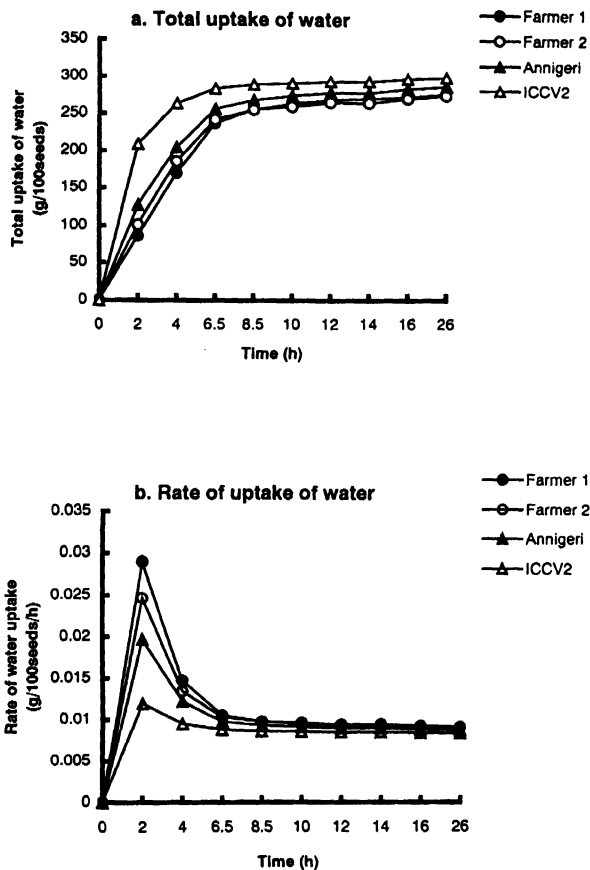 a. Total uptake of water
Farmer 1
Farmer 2
Annigeri
ICCV2
Total uptake of water
(g/100seeds)
350
300
250
200
150
100
50
0
0 2 4 6.5 8.5 10 12 14 16 26
Time (h)
b. Rate of uptake of water
Farmer 1
Farmer 2
Annigeri
ICCV2
Rate of water uptake
(g/100seeds/h)
0.035
0.03
0.025
0.02
0.015
0.01
0.005
0
0 2 4 6.5 8.5 10 12 14 16 26
Time (h)